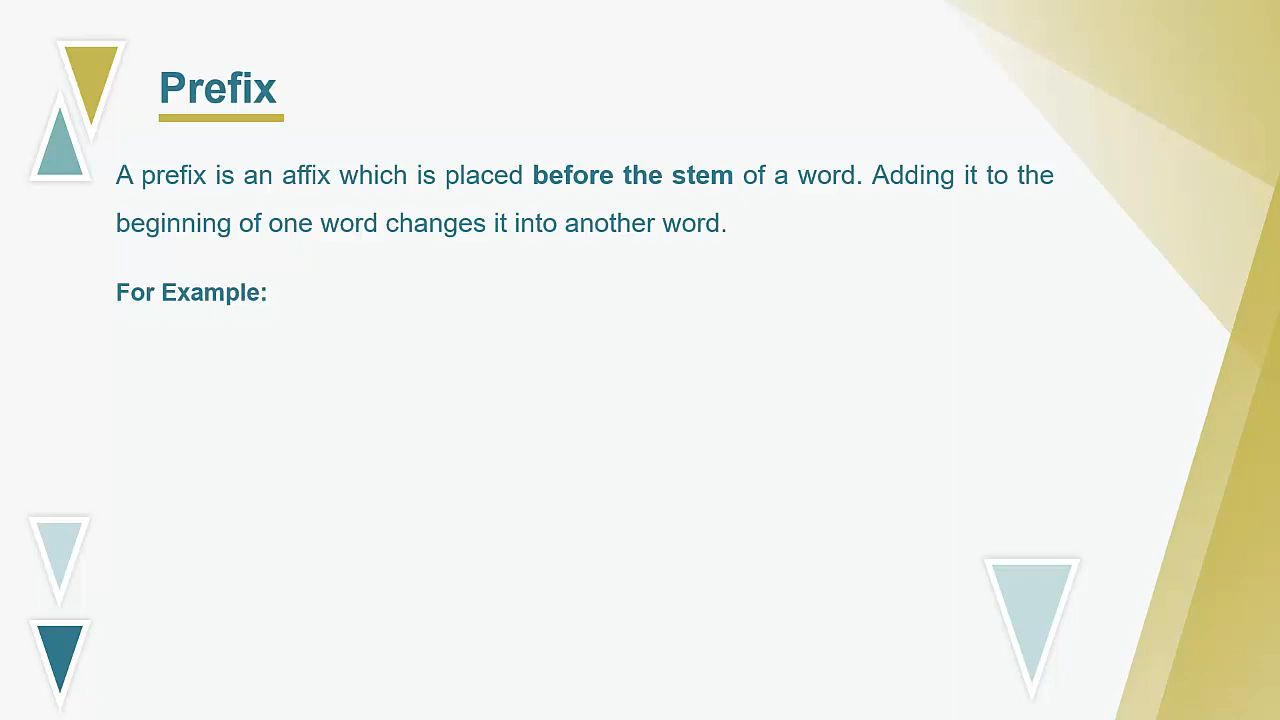 Prefix
A prefix is an affix which is placed before the stem of a word. Adding it to the
beginning of one word changes it into another word.
For Example: